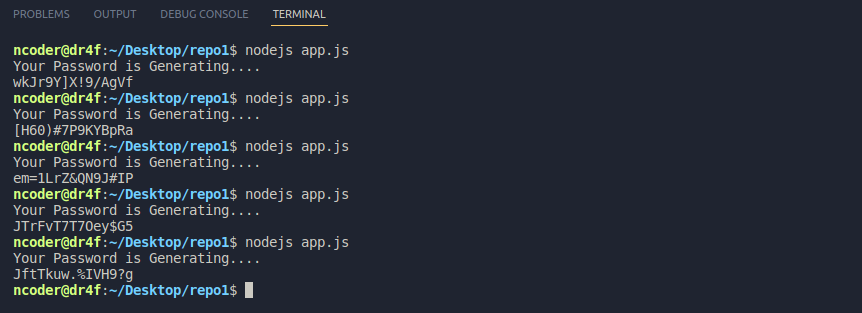 PROBLEMS OUTPUT DEBUG CONSOLE TERMINAL
ncoder@dr4f:~/Desktop/repo1$ nodejs app.js
Your Password is Generating....
wkJr9Y]X!9/AgVf
ncoder@dr4f:~/Desktop/repo1$ nodejs app.js
Your Password is Generating....
[H60)#7P9KYBpRa
ncoder@dr4f:~/Desktop/repo1$ nodejs app.js
Your Password is Generating....
em=1LrZ&QN9J#IP
ncoder@dr4f:~/Desktop/repo1$ nodejs app.js
Your Password is Generating....
JTrFvT7T7Oey$G5
ncoder@dr4f:~/Desktop/repo1$ nodejs app.js
Your Password is Generating....
JftTkuw.%IVH9?g
ncoder@dr4f:~/Desktop/repo1$